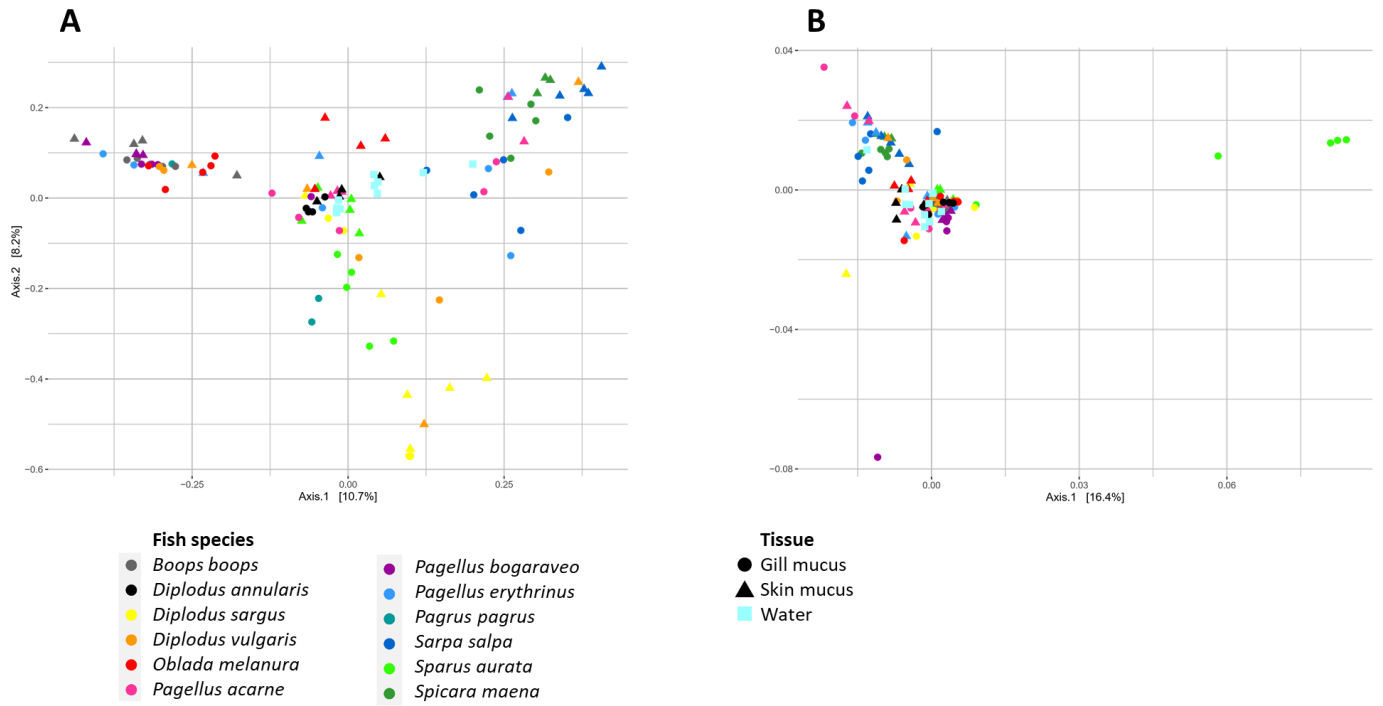 A
B
0.2
0.0
−0.2
−0.4
−0.6
Axis.2 [8.2%]
−0.25
0.00
0.25
Axis.1 [10.7%]
0.04
0.00
−0.04
−0.08
0.00
0.03
0.06
Axis.1 [16.4%]
Fish species
Boops boops
Diplodus annularis
Diplodus sargus
Diplodus vulgaris
Oblada melanura
Pagellus acarne
Pagellus bogaraveo
Pagellus erythrinus
Pagrus pagrus
Sarpa salpa
Sparus aurata
Spicara maena
Tissue
Gill mucus
Skin mucus
Water